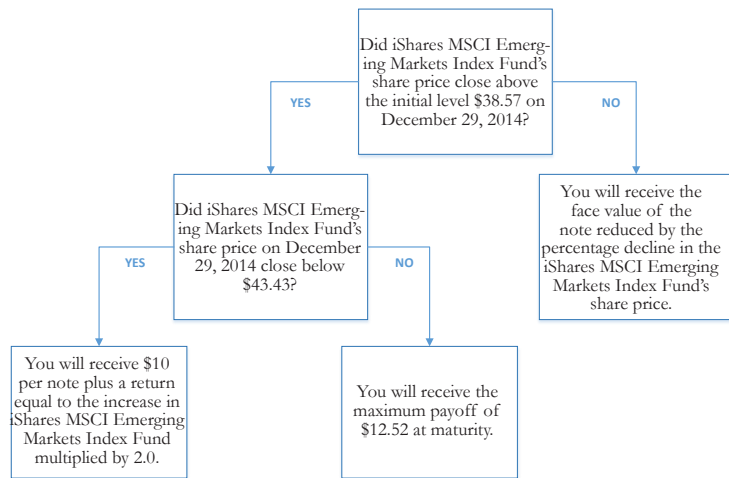 Did iShares MSCI Emerg-
ing Markets Index Fund's
share price close above
the initial level $38.57 on
December 29, 2014?
YES
NO
Did iShares MSCI Emerg-
ing Markets Index Fund's
share price on December
29, 2014 close below
$43.43?
You will receive the
face value of the
note reduced by the
percentage decline in the
iShares MSCI Emerging
Markets Index Fund's
share price.
YES
NO
You will receive $10
per note plus a return
equal to the increase in
iShares MSCI Emerging
Markets Index Fund
multiplied by 2.0.
You will receive the
maximum payoff of
$12.52 at maturity.